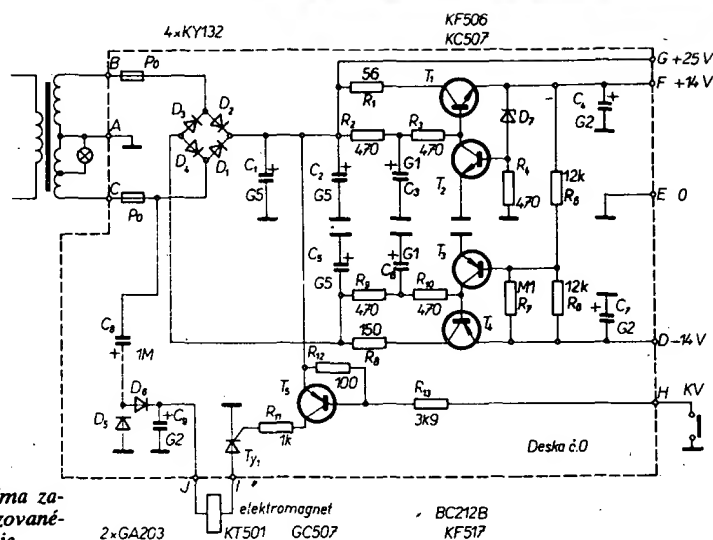 4×KY132
KF506
KC507
B
Po
A
C
Po
D3
D2
D4
D1
C1
G5
C2
G5
56
R1
R2
470
R3
470
G1
C3
T1
T2
D7
R4
470
12k
R6
C4
G2
G +25 V
F +14 V
E 0
C5
G5
G1
C6
R9
470
R10
470
150
R8
T3
T4
M1
R7
12k
R6
C7
G2
D -14 V
C8
1M
D6
D5
C9
G2
R12
100
T5
R11
1k
Ty1
R13
3k9
H
KV
Deska č.0
J
I
elektromagnet
2×GA203
KT501
GC507
BC212B
KF517
ma za-
zované-